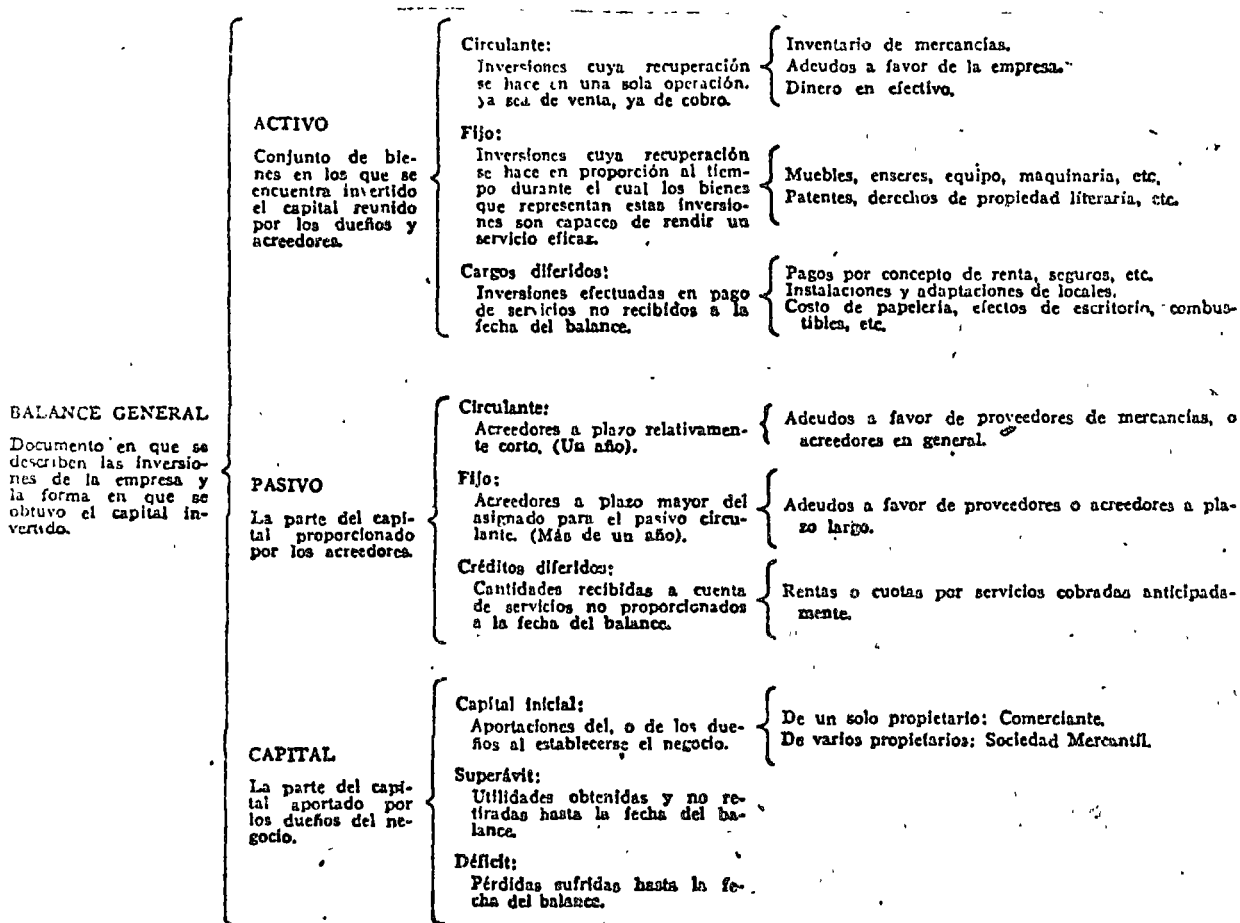 BALANCE GENERAL
Documento en que se
describen las inversio-
nes de la empresa y
la forma en que se
obtuvo el capital in-
vertido.
ACTIVO
Conjunto de bie-
nes en los que se
encuentra invertido
el capital reunido
por los dueños y
acreedores.
Circulante:
Inversiones cuya recuperación
se hace en una sola operación,
ya sea de venta, ya de cobro.
Inventario de mercancías.
Adeudos a favor de la empresa.
Dinero en efectivo.
Fijo:
Inversiones cuya recuperación
se hace en proporción al tiem-
po durante el cual los bienes
que representan estas inversio-
nes son capaces de rendir un
servicio eficaz.
Muebles, enseres, equipo, maquinaria, etc.
Patentes, derechos de propiedad literaria, etc.
Cargos diferidos:
Inversiones efectuadas en pago
de servicios no recibidos a la
fecha del balance.
Pagos por concepto de renta, seguros, etc.
Instalaciones y adaptaciones de locales.
Costo de papelería, efectos de escritorio, combus-
tibles, etc.
PASIVO
La parte del capi-
tal proporcionado
por los acreedores.
Circulante:
Acreedores a plazo relativamen-
te corto. (Un año).
Adeudos a favor de proveedores de mercancías, o
acreedores en general.
Fijo:
Acreedores a plazo mayor del
asignado para el pasivo circu-
lante. (Más de un año).
Adeudos a favor de proveedores o acreedores a pla-
zo largo.
Créditos diferidos:
Cantidades recibidas a cuenta
de servicios no proporcionados
a la fecha del balance.
Rentas o cuotas por servicios cobradas anticipada-
mente.
CAPITAL
La parte del capi-
tal aportado por
los dueños del ne-
gocio.
Capital inicial:
Aportaciones del, o de los due-
ños al establecerse el negocio.
De un solo propietario: Comerciante.
De varios propietarios: Sociedad Mercantil.
Superávit:
Utilidades obtenidas y no re-
tiradas hasta la fecha del ba-
lance.
Déficit:
Pérdidas sufridas hasta la fe-
cha del balance.